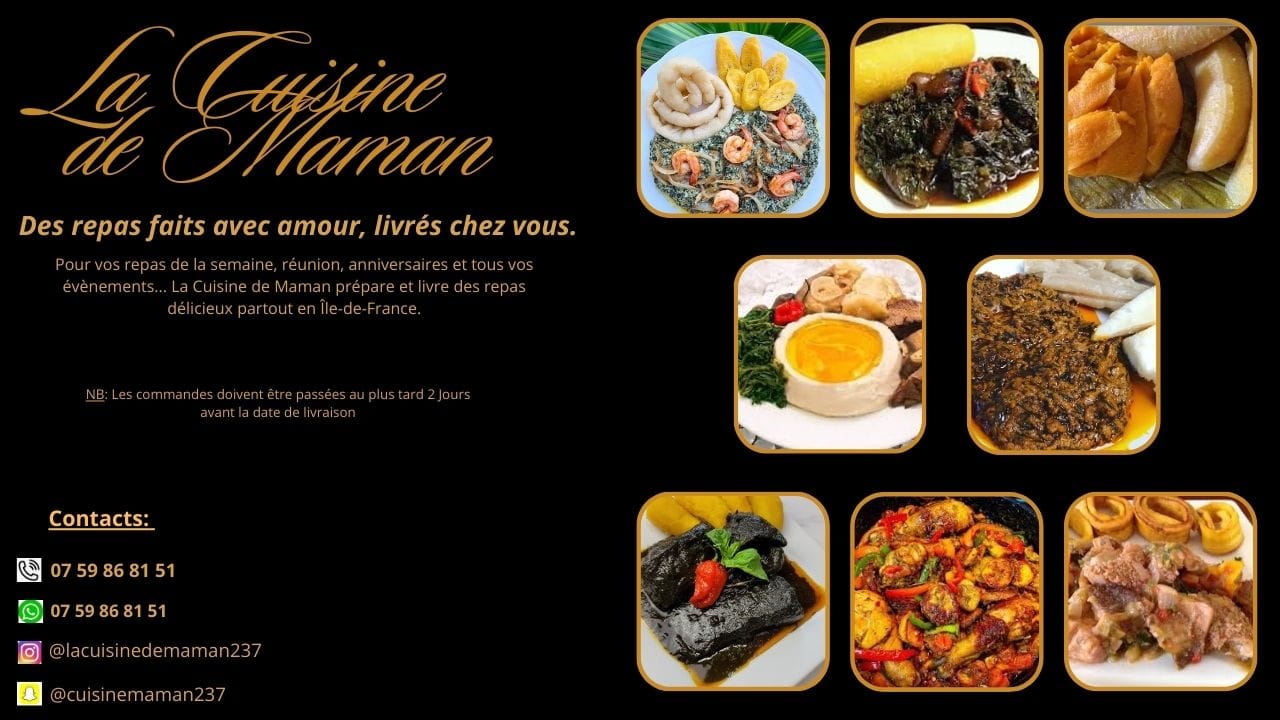 La Cuisine
de Maman
Des repas faits avec amour, livrés chez vous.
Pour vos repas de la semaine, réunion, anniversaires et tous vos
évènements... La Cuisine de Maman prépare et livre des repas
délicieux partout en Île-de-France.
NB: Les commandes doivent être passées au plus tard 2 Jours
avant la date de livraison
Contacts:
07 59 86 81 51
07 59 86 81 51
@lacuisinedemaman237
@cuisinemaman237